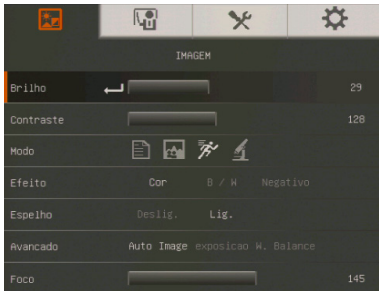 IMAGEM
Brilho 29
Contraste 128
Modo
Efeito Cor B / W Negativo
Espelho Deslig. Lig.
Avancado Auto Image exposicao W. Balance
Foco 145